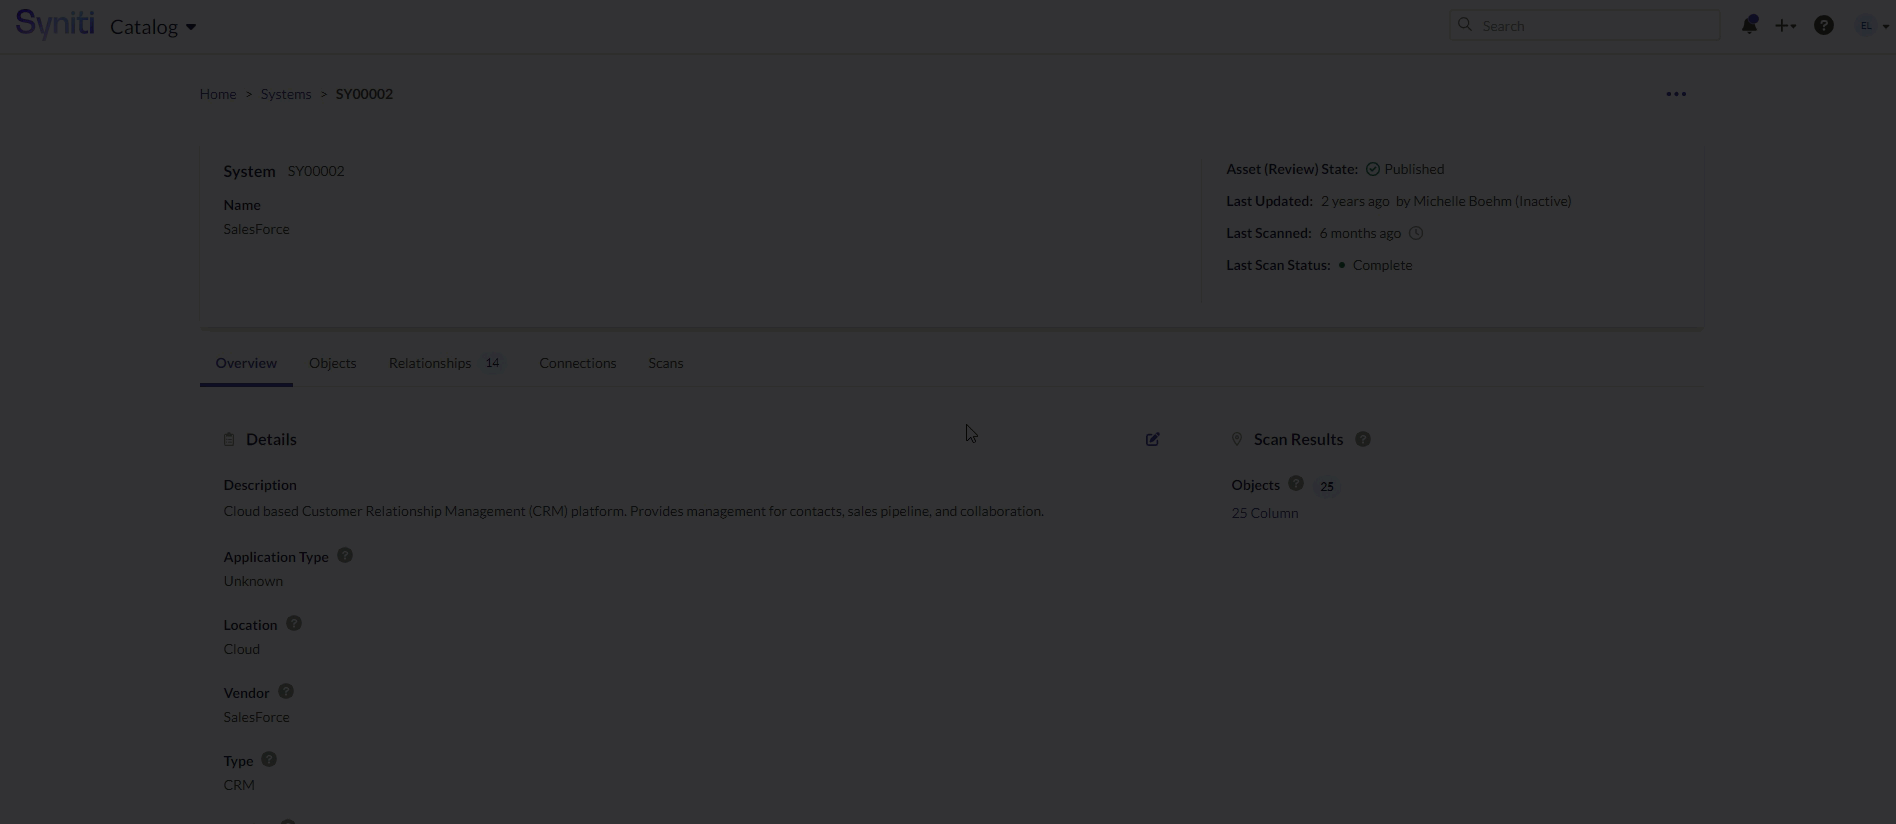 Syniti Catalog
Search
EL
Home > Systems > SY00002
System SY00002
Name
SalesForce
Asset (Review) State: Published
Last Updated: 2 years ago by Michelle Boehm (Inactive)
Last Scanned: 6 months ago
Last Scan Status: Complete
Overview Objects Relationships 14 Connections Scans
Details
Description
Cloud based Customer Relationship Management (CRM) platform. Provides management for contacts, sales pipeline, and collaboration.
Application Type ?
Unknown
Location ?
Cloud
Vendor ?
SalesForce
Type ?
CRM
Scan Results ?
Objects ? 25
25 Column